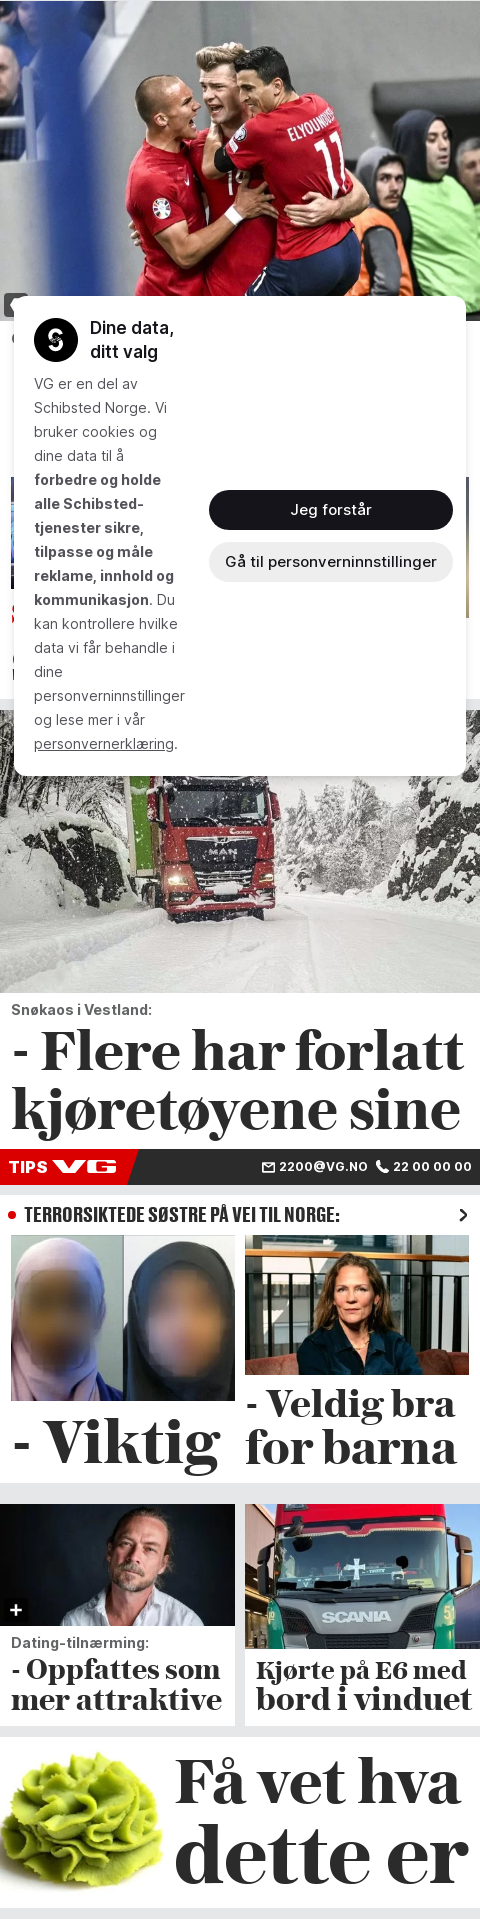 ELYOUNOUSSI
11
Dine data,
ditt valg
VG er en del av
Schibsted Norge. Vi
bruker cookies og
dine data til å
forbedre og holde
alle Schibsted-
tjenester sikre,
tilpasse og måle
reklame, innhold og
kommunikasjon. Du
kan kontrollere hvilke
data vi får behandle i
dine
personverninnstillinger
og lese mer i vår
personvernerklæring.
Jeg forstår
Gå til personverninnstillinger
MAN
Snøkaos i Vestland:
- Flere har forlatt
kjøretøyene sine
TIPS VG 2200@VG.NO 22 00 00 00
TERRORSIKTEDE SØSTRE PÅ VEI TIL NORGE:
- Viktig
- Veldig bra
for barna
Dating-tilnærming:
- Oppfattes som
mer attraktive
SCANIA
Kjørte på E6 med
bord i vinduet
Få vet hva
dette er